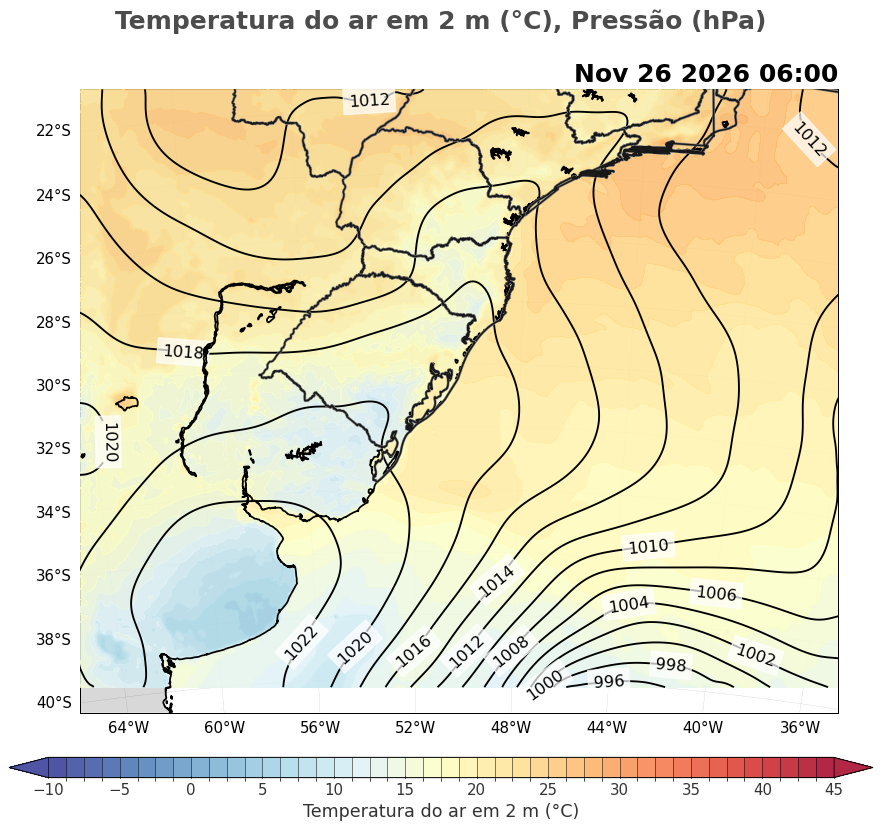 Temperatura do ar em 2 m (°C), Pressão (hPa)
Nov 26 2026 06:00
1012
1012
22°S
24°S
26°S
28°S
1018
30°S
1020
32°S
34°S
1010
36°S
1014
1006
1004
38°S
1022
1020
1016
1012
1008
1002
998
1000
996
40°S
64°W 60°W 56°W 52°W 48°W 44°W 40°W 36°W
−10 −5 0 5 10 15 20 25 30 35 40 45
Temperatura do ar em 2 m (°C)